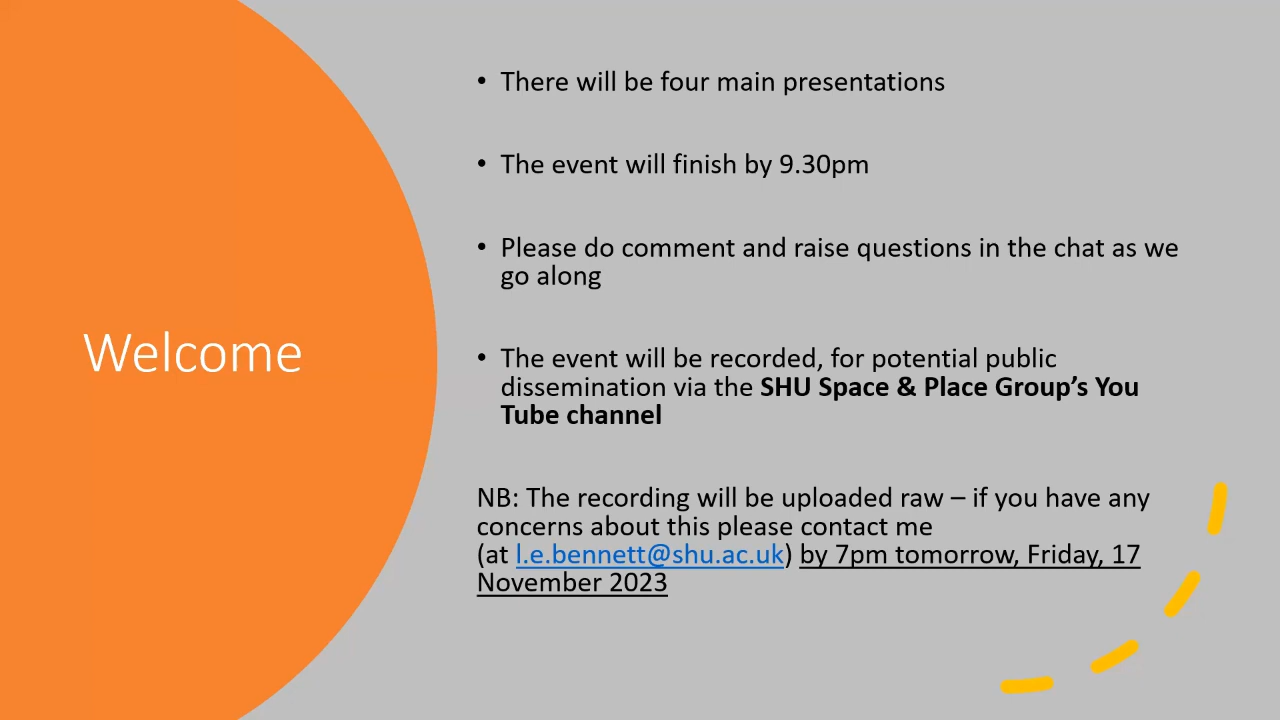 Welcome
• There will be four main presentations
• The event will finish by 9.30pm
• Please do comment and raise questions in the chat as we
go along
• The event will be recorded, for potential public
dissemination via the SHU Space & Place Group’s You
Tube channel
NB: The recording will be uploaded raw – if you have any
concerns about this please contact me
(at l.e.bennett@shu.ac.uk) by 7pm tomorrow, Friday, 17
November 2023